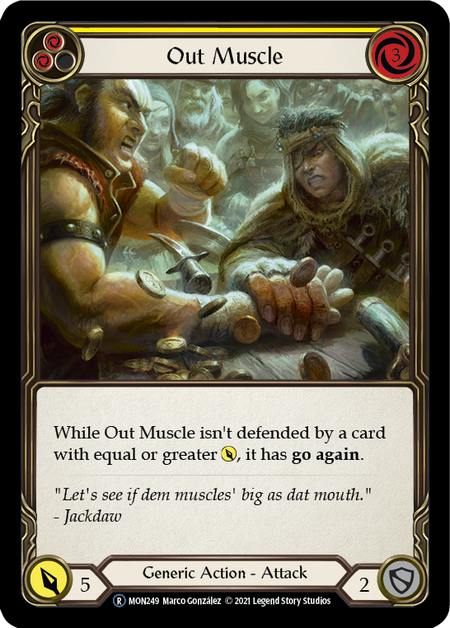 Out Muscle
3
While Out Muscle isn't defended by a card
with equal or greater , it has go again.
"Let's see if dem muscles' big as dat mouth."
- Jackdaw
5
Generic Action - Attack
2
R MON249 Marco González © 2021 Legend Story Studios